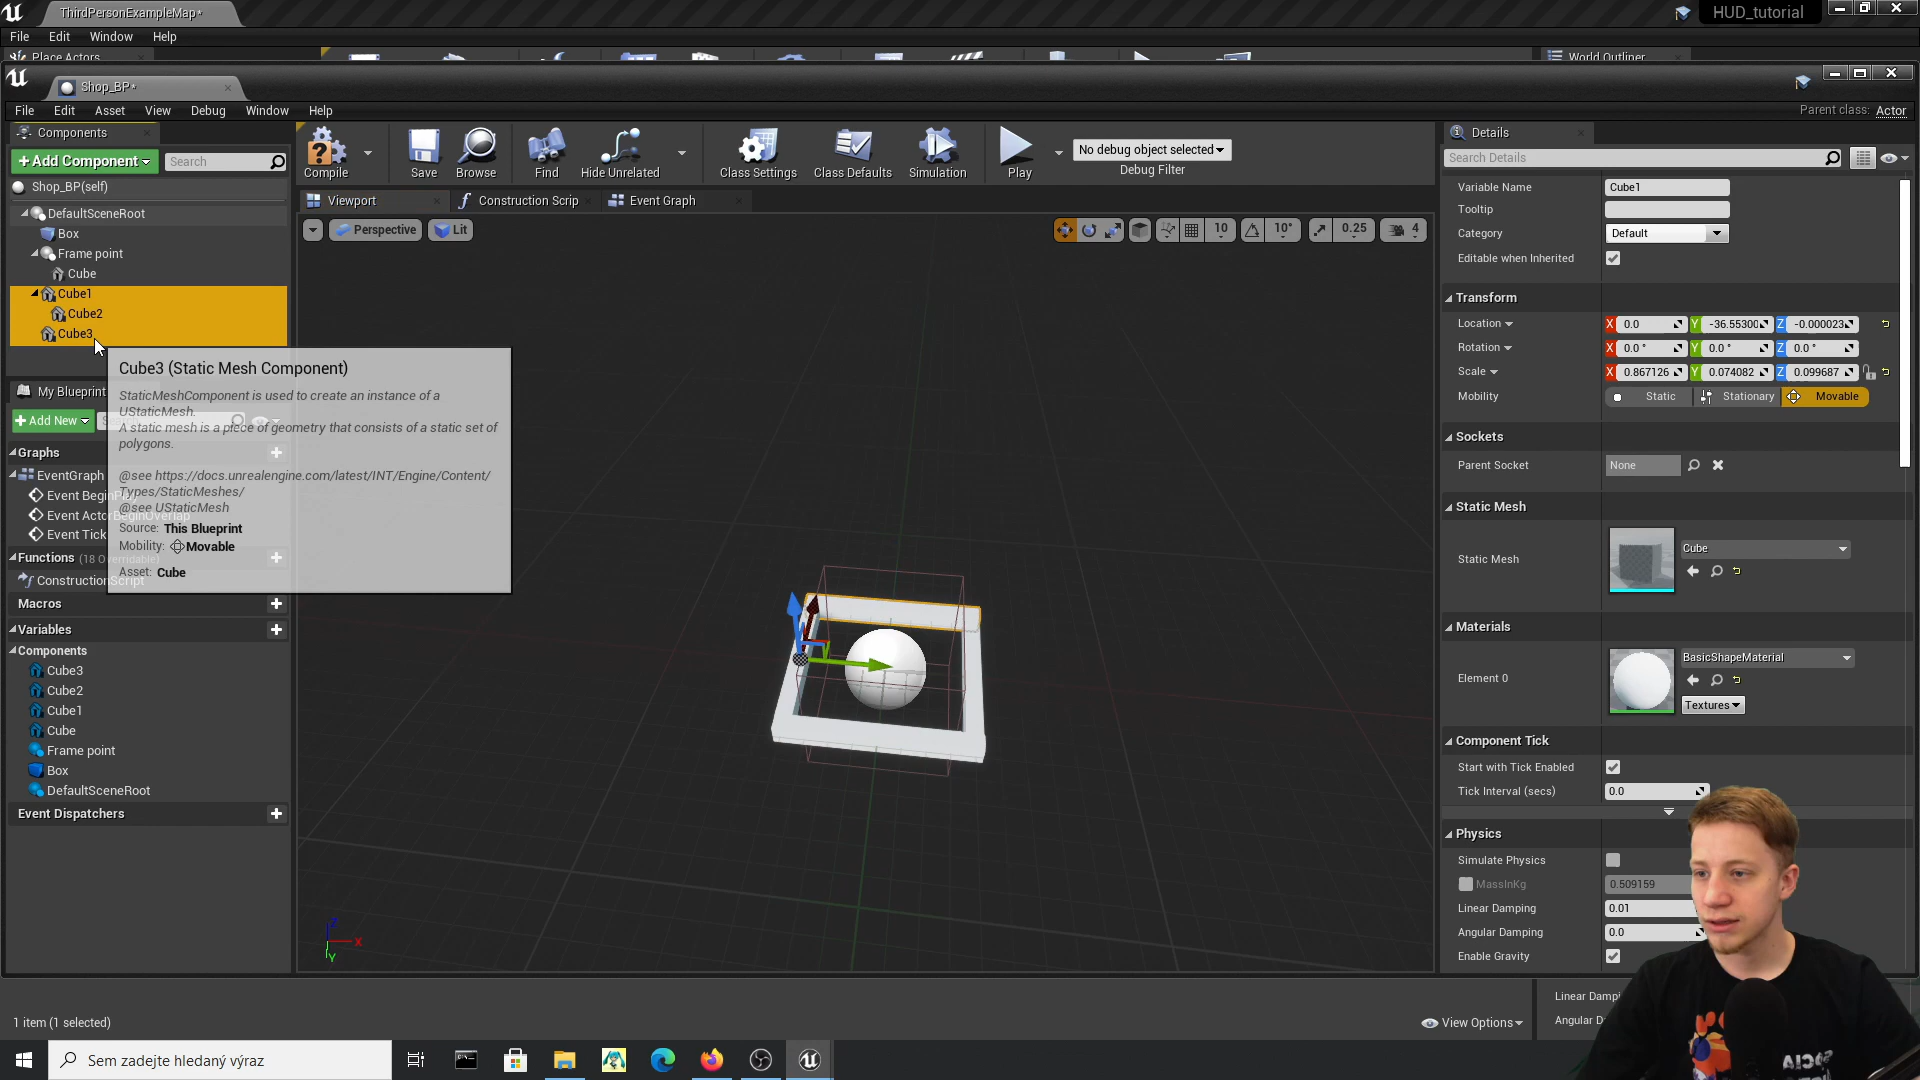 ThirdPersonExampleMap*
HUD_tutorial
File Edit Window Help
Place Actors
World Outliner
Shop_BP*
File Edit Asset View Debug Window Help
Parent class: Actor
Components
Details
+Add Component
Search
Compile
Save
Browse
Find
Hide Unrelated
Class Settings
Class Defaults
Simulation
Play
No debug object selected
Debug Filter
Search Details
Shop_BP(self)
DefaultSceneRoot
Box
Frame point
Cube
Cube1
Cube2
Cube3
Viewport
Construction Scrip
Event Graph
Perspective
Lit
10
10°
0.25
4
Variable Name
Cube1
Tooltip
Category
Default
Editable when Inherited
Transform
Location X 0.0 Y -36.55300 Z -0.000023
Rotation X 0.0 ° Y 0.0 ° Z 0.0 °
Scale X 0.867126 Y 0.074082 Z 0.099687
Mobility Static Stationary Movable
Sockets
Parent Socket None
Static Mesh
Static Mesh Cube
Materials
Element 0 BasicShapeMaterial
Textures
Component Tick
Start with Tick Enabled
Tick Interval (secs) 0.0
Physics
Simulate Physics
MassInKg 0.509159
Linear Damping 0.01
Angular Damping 0.0
Enable Gravity
Cube3 (Static Mesh Component)
StaticMeshComponent is used to create an instance of a
UStaticMesh.
A static mesh is a piece of geometry that consists of a static set of
polygons.
@see https://docs.unrealengine.com/latest/INT/Engine/Content/
Types/StaticMeshes/
@see UStaticMesh
Source: This Blueprint
Mobility: Movable
Asset: Cube
My Blueprint
+Add New
Graphs
EventGraph
Event BeginPlay
Event ActorBeginOverlap
Event Tick
Functions (18 Overridable)
ConstructionScript
Macros
Variables
Components
Cube3
Cube2
Cube1
Cube
Frame point
Box
DefaultSceneRoot
Event Dispatchers
Z
X
Y
1 item (1 selected)
View Options
Linear Dampi
Angular D
Sem zadejte hledaný výraz